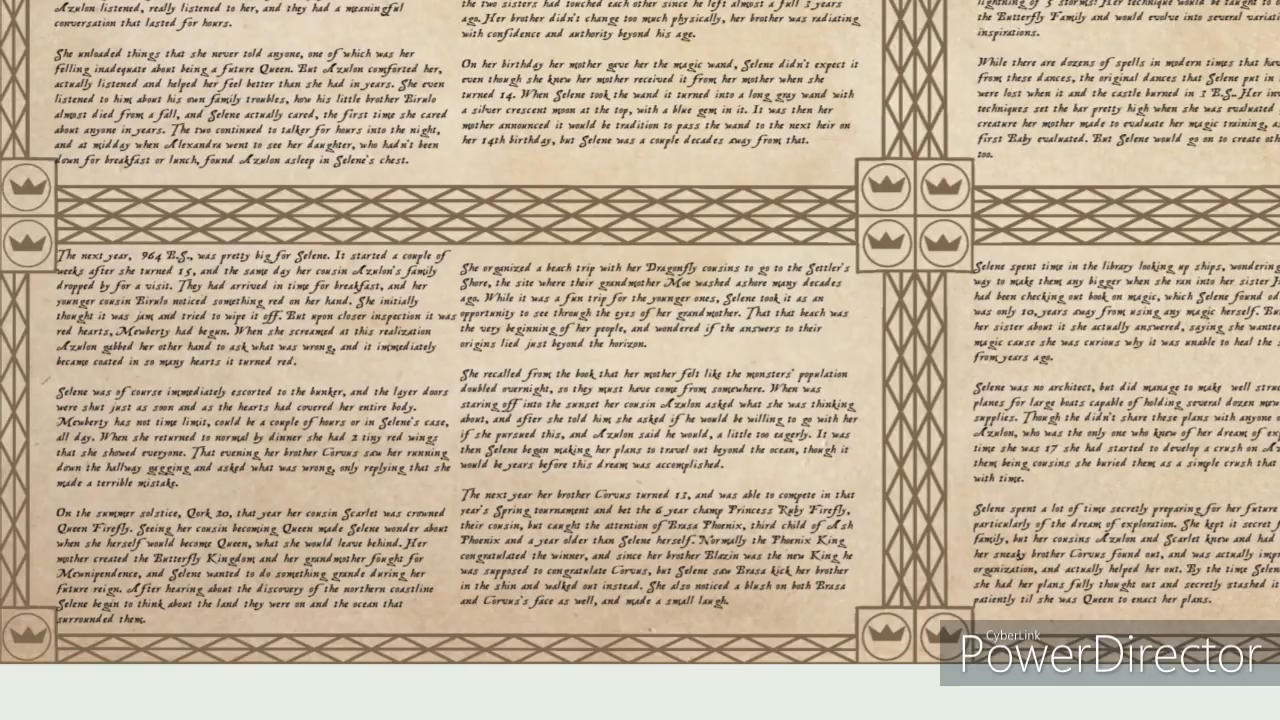 Azulon listened, really listened to her, and they had a meaningful
conversation that lasted for hours.
She unloaded things that she never told anyone, one of which was her
felling inadequate about being a future Queen. But Azulon comforted her,
actually listened and helped her feel better than she had in years. She even
listened to him about his own family troubles, how his little brother Birulo
almost died from a fall, and Selene actually cared, the first time she cared
about anyone in years. The two continued to talker for hours into the night,
and at midday when Alexandra went to see her daughter, who hadn't been
down for breakfast or lunch, found Azulon asleep in Selene's chest.
the two sisters had touched each other since he left almost a full 3 years
ago. Her brother didn't change too much physically, her brother was radiating
with confidence and authority beyond his age.
On her birthday her mother gave her the magic wand, Selene didn't expect it
even though she knew her mother received it from her mother when she
turned 14. When Selene took the wand it turned into a long gray wand with
a silver crescent moon at the top, with a blue gem in it. It was then her
mother announced it would be tradition to pass the wand to the next heir on
her 14th birthday, but Selene was a couple decades away from that.
lightning of 5 storms! Her technique would be taught to
the Butterfly Family and would evolve into several
inspirations.
While there are dozens of spells in modern times that
from these dances, the original dances that Selene put in
were lost when it and the castle burned in 3 B.S. Her
techniques set the bar pretty high when she was evaluated
creature her mother made to evaluate her magic training,
first Baby evaluated. But Selene would go on to create
too.
The next year, 964 B.S., was pretty big for Selene. It started a couple of
weeks after she turned 15, and the same day her cousin Azulon's family
dropped by for a visit. They had arrived in time for breakfast, and her
younger cousin Birulo noticed something red on her hand. She initially
thought it was jam and tried to wipe it off. But upon closer inspection it was
red hearts, Mewberty had begun. When she screamed at this realization
Azulon gabbed her other hand to ask what was wrong, and it immediately
became coated in so many hearts it turned red.
Selene was of course immediately escorted to the bunker, and the layer doors
were shut just as soon and as the hearts had covered her entire body.
Mewberty has not time limit, could be a couple of hours or in Selene's case,
all day. When she returned to normal by dinner she had 2 tiny red wings
that she showed everyone. That evening her brother Corvus saw her running
down the hallway gagging and asked what was wrong, only replying that she
made a terrible mistake.
On the summer solstice, Qork 20, that year her cousin Scarlet was crowned
Queen Firefly. Seeing her cousin becoming Queen made Selene wonder about
when she herself would become Queen, what she would leave behind. Her
mother created the Butterfly Kingdom and her grandmother fought for
Mewnipendence, and Selene wanted to do something grande during her
future reign. After hearing about the discovery of the northern coastline
Selene begin to think about the land they were on and the ocean that
surrounded them.
She organized a beach trip with her Dragonfly cousins to go to the Settler's
Shore, the site where their grandmother Moe washed ashore many decades
ago. While it was a fun trip for the younger ones, Selene took it as an
opportunity to see through the eyes of her grandmother. That that beach was
the very beginning of her people, and wondered if the answers to their
origins lied just beyond the horizon.
She recalled from the book that her mother felt like the monsters' population
doubled overnight, so they must have come from somewhere. When was
staring off into the sunset her cousin Azulon asked what she was thinking
about, and after she told him she asked if he would be willing to go with her
if she pursued this, and Azulon said he would, a little too eagerly. It was
then Selene began making her plans to travel out beyond the ocean, though it
would be years before this dream was accomplished.
The next year her brother Corvus turned 13, and was able to compete in that
year's Spring tournament and bet the 6 year champ Princess Ruby Firefly,
their cousin, but caught the attention of Brasa Phoenix, third child of Ash
Phoenix and a year older than Selene herself. Normally the Phoenix King
congratulated the winner, and since her brother Blazin was the new King he
was supposed to congratulate Corvus, but Selene saw Brasa kick her brother
in the shin and walked out instead. She also noticed a blush on both Brasa
and Corvus's face as well, and made a small laugh.
Selene spent time in the library looking up ships, wondering
way to make them any bigger when she ran into her sister
had been checking out book on magic, which Selene found
was only 10, years away from using any magic herself.
her sister about it she actually answered, saying she wanted
magic cause she was curious why it was unable to heal the
from years ago.
Selene was no architect, but did manage to make well
planes for large boats capable of holding several dozen
supplies. Though the didn't share these plans with anyone
Azulon, who was the only one who knew of her dream of
time she was 17 she had started to develop a crush on
them being cousins she buried them as a simple crush that
with time.
Selene spent a lot of time secretly preparing for her future
particularly of the dream of exploration. She kept it secret
family, but her cousins Azulon and Scarlet knew and had
her sneaky brother Corvus found out, and was actually
organization, and actually helped her out. By the time
she had her plans fully thought out and secretly stashed
patiently til she was Queen to enact her plans.
CyberLink
PowerDirector